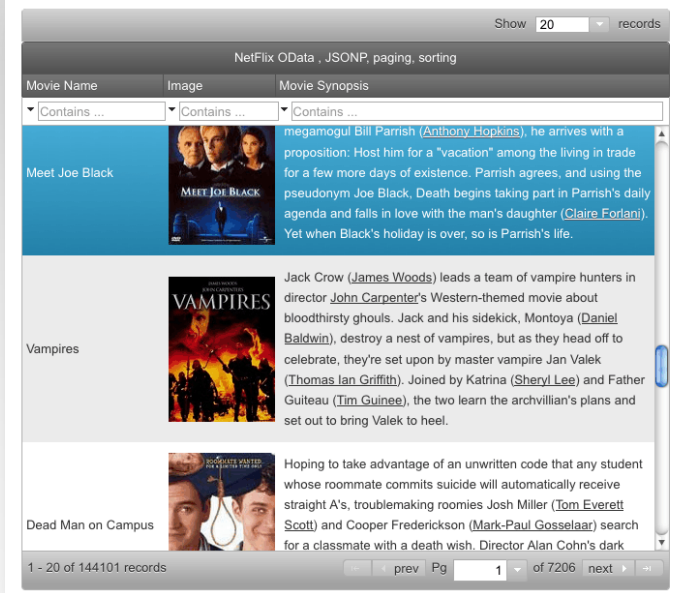 Show 20 records
NetFlix OData , JSONP, paging, sorting
Movie Name Image Movie Synopsis
Contains ... Contains ... Contains ...
megamogul Bill Parrish (Anthony Hopkins), he arrives with a
proposition: Host him for a "vacation" among the living in trade
Meet Joe Black
for a few more days of existence. Parrish agrees, and using the
MEET JOE BLACK
pseudonym Joe Black, Death begins taking part in Parrish's daily
agenda and falls in love with the man's daughter (Claire Forlani).
Yet when Black's holiday is over, so is Parrish's life.
Jack Crow (James Woods) leads a team of vampire hunters in
JAMES WOODS
JOHN CARPENTER'S
VAMPIRES
director John Carpenter's Western-themed movie about
bloodthirsty ghouls. Jack and his sidekick, Montoya (Daniel
Vampires
Baldwin), destroy a nest of vampires, but as they head off to
celebrate, they're set upon by master vampire Jan Valek
(Thomas Ian Griffith). Joined by Katrina (Sheryl Lee) and Father
Guiteau (Tim Guinee), the two learn the archvillian's plans and
set out to bring Valek to heel.
ROOMMATE WANTED...
FOR A LIMITED TIME ONLY
Hoping to take advantage of an unwritten code that any student
whose roommate commits suicide will automatically receive
straight A's, troublemaking roomies Josh Miller (Tom Everett
Dead Man on Campus
Scott) and Cooper Frederickson (Mark-Paul Gosselaar) search
for a classmate with a death wish. Director Alan Cohn's dark
1 - 20 of 144101 records prev Pg 1 of 7206 next